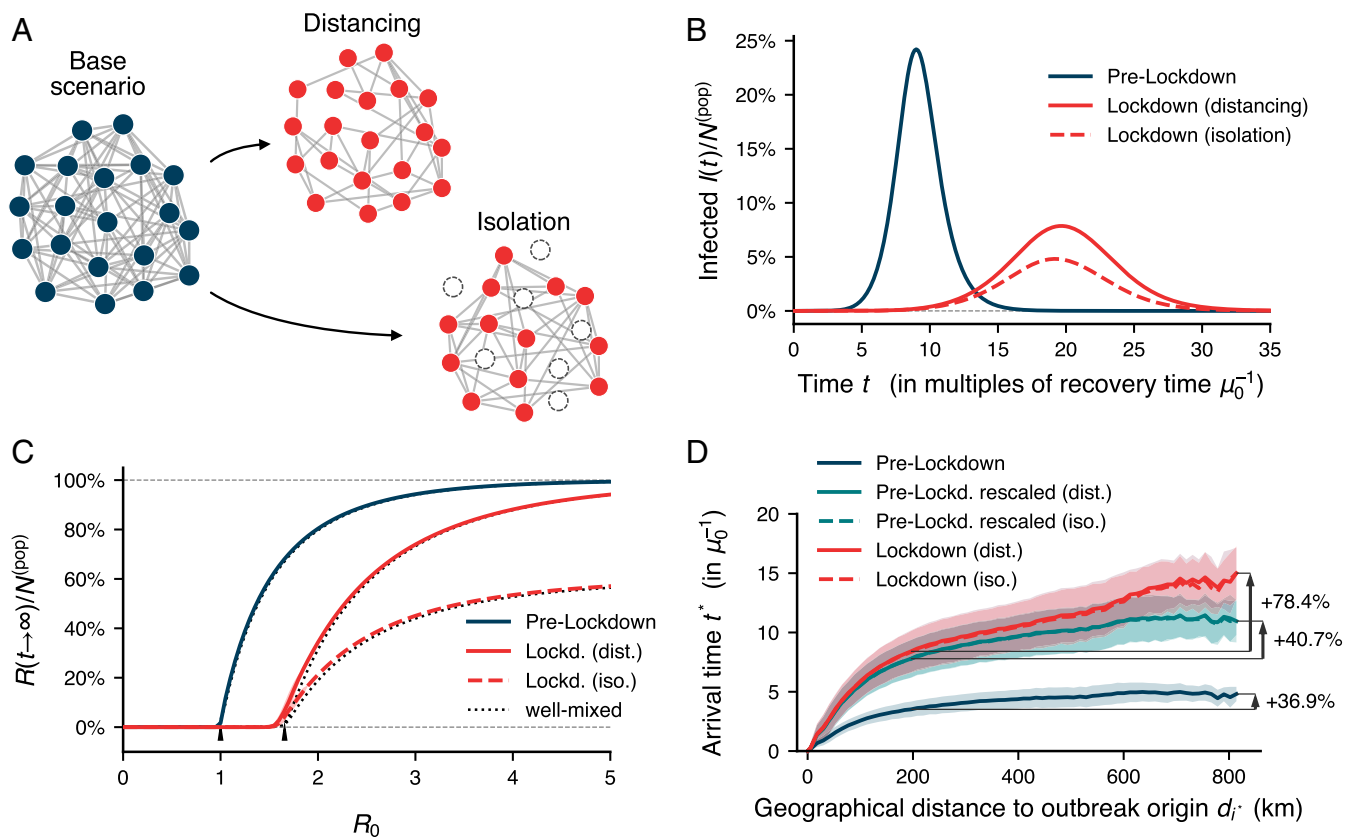 A
Base
scenario
Distancing
Isolation
B
Infected I(t)/N(pop)
25%
20%
15%
10%
5%
0%
Pre-Lockdown
Lockdown (distancing)
Lockdown (isolation)
0 5 10 15 20 25 30 35
Time t (in multiples of recovery time μ₀⁻¹)
C
R(t→∞)/N(pop)
100%
80%
60%
40%
20%
0%
Pre-Lockdown
Lockd. (dist.)
Lockd. (iso.)
well-mixed
0 1 2 3 4 5
R₀
D
Pre-Lockdown
Pre-Lockd. rescaled (dist.)
Pre-Lockd. rescaled (iso.)
Lockdown (dist.)
Lockdown (iso.)
Arrival time t* (in μ₀⁻¹)
20
15
10
5
0
+78.4%
+40.7%
+36.9%
0 200 400 600 800
Geographical distance to outbreak origin dᵢ* (km)